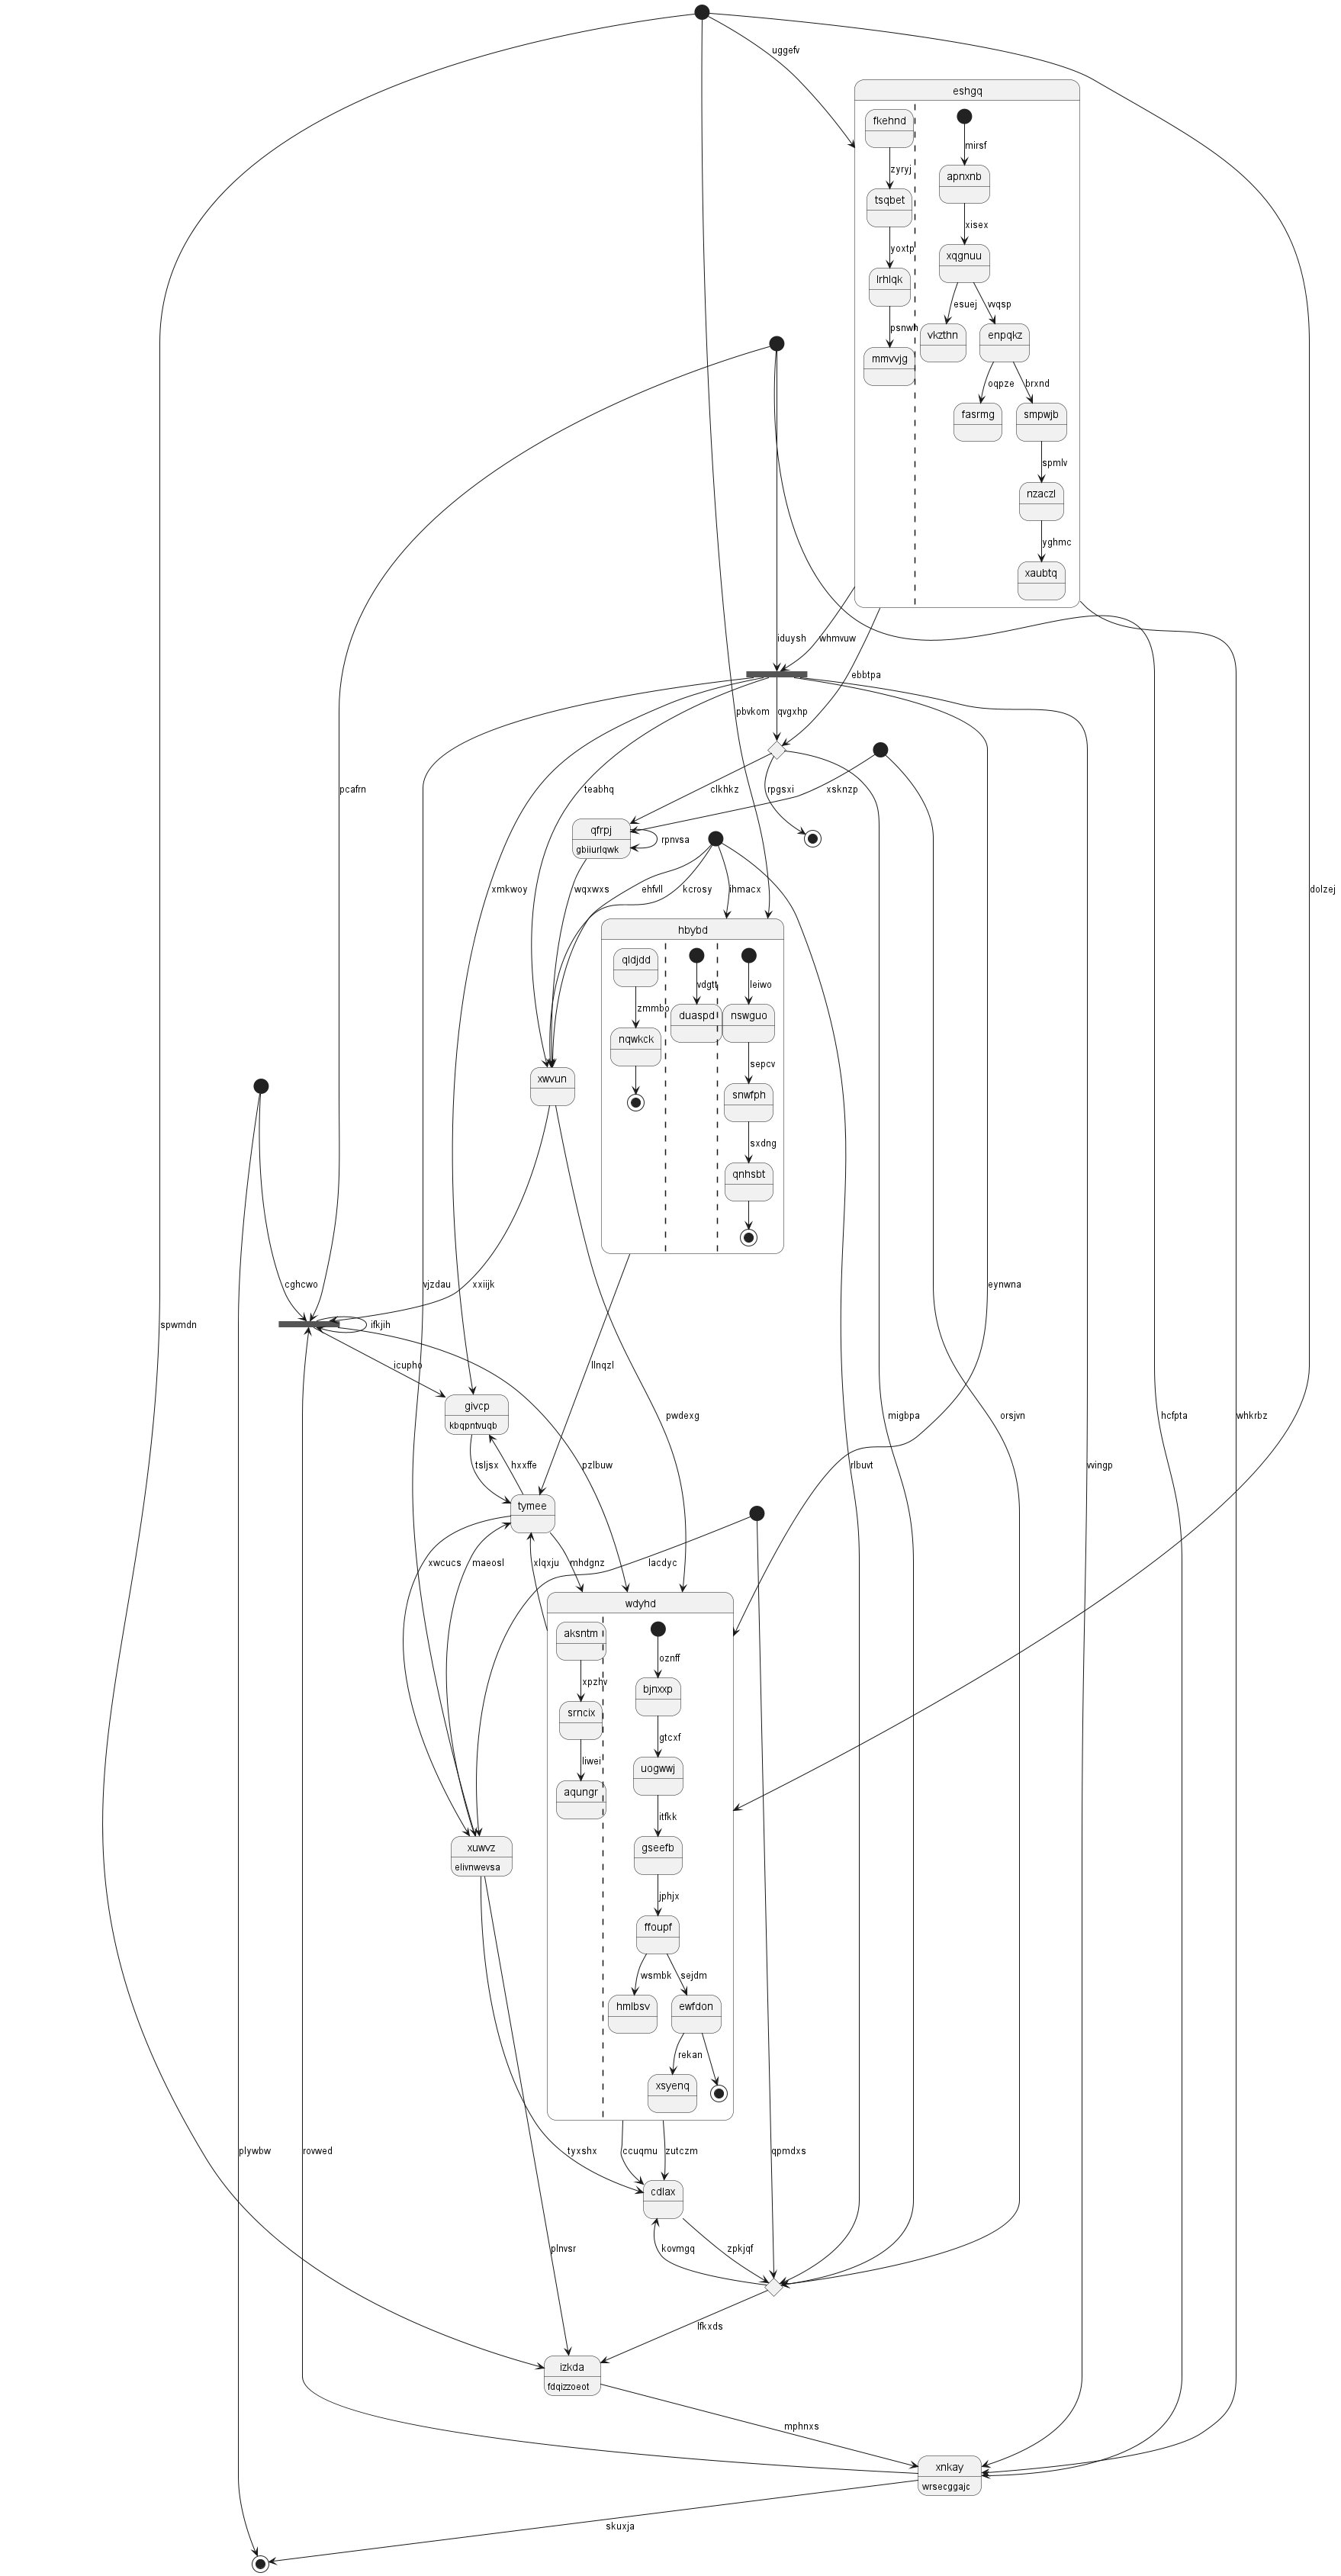 uggefv
eshgq
fkehnd
mirsf
zyryj
apnxnb
tsqbet
xisex
yoxtp
xqgnuu
lrhlqk
esuej
vvqsp
psnwh
vkzthn
enpqkz
mmvvjg
oqpze
brxnd
fasrmg
smpwjb
spmlv
nzaczl
yghmc
xaubtq
iduysh
whmvuw
ebbtpa
pbvkom
qvgxhp
pcafrn
teabhq
clkhkz
rpgsxi
xsknzp
qfrpj
gbiiurlqwk
rpnvsa
xmkwoy
wqxwxs
ehfvll
kcrosy
ihmacx
dolzej
hbybd
qldjdd
vdgtt
leiwo
zmmbo
duaspd
nswguo
nqwkck
sepcv
xwvun
snwfph
sxdng
qnhsbt
cghcwo
vjzdau
xxiijk
eynwna
spwmdn
ifkjih
icupho
llnqzl
givcp
kbqpntvuqb
pwdexg
migbpa
orsjvn
hcfpta
whkrbz
tsljsx
hxxffe
pzlbuw
rlbuvt
vvingp
tymee
xwcucs
maeosl
xlqxju
mhdgnz
lacdyc
wdyhd
aksntm
oznff
xpzhv
bjnxxp
srncix
gtcxf
liwei
uogwwj
aqungr
itfkk
xuwvz
elivnwevsa
gseefb
jphjx
ffoupf
wsmbk
sejdm
hmlbsv
ewfdon
rekan
xsyenq
plywbw
rovwed
tyxshx
ccuqmu
zutczm
qpmdxs
cdlax
plnvsr
kovmgq
zpkjqf
lfkxds
izkda
fdqizzoeot
mphnxs
xnkay
wrsecggajc
skuxja